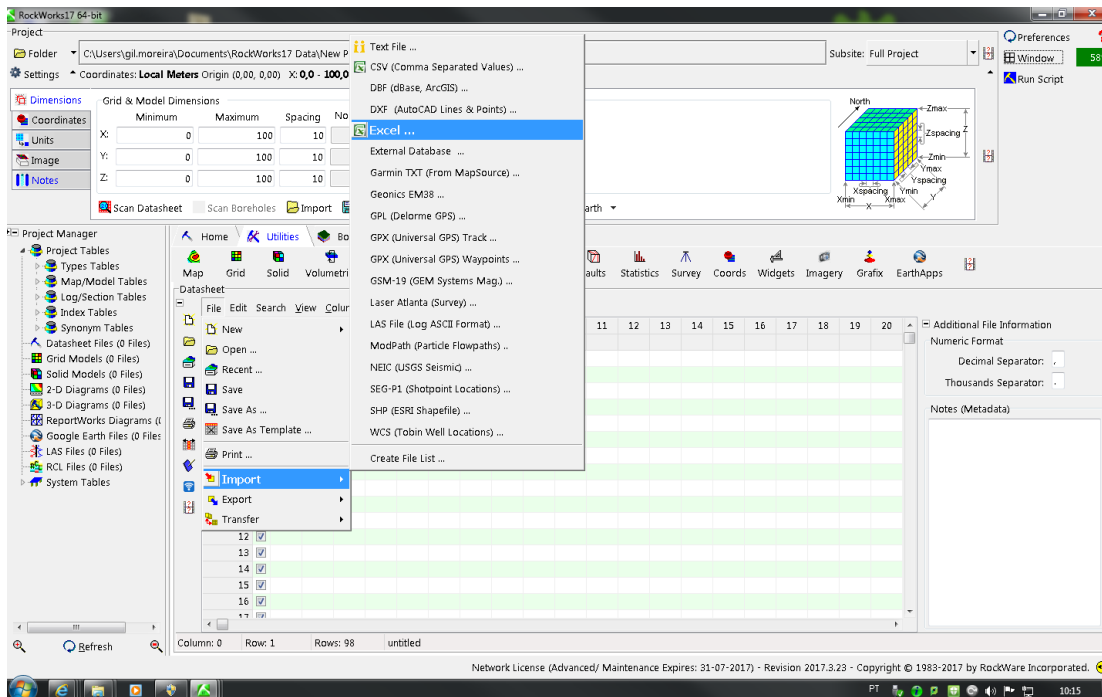 RockWorks17 64-bit
Project
Folder
C:\Users\gil.moreira\Documents\RockWorks17 Data\New P
Subsite: Full Project
Preferences
Window
58
Run Script
Settings
Coordinates: Local Meters Origin (0,00, 0,00) X: 0,0 - 100,0
Dimensions
Coordinates
Units
Image
Notes
Grid & Model Dimensions
Minimum Maximum Spacing No
X: 0 100 10
Y: 0 100 10
Z: 0 100 10
Scan Datasheet
Scan Boreholes
Import
arth
North
Zmax
Zspacing
Z
Zmin
Ymax
Yspacing
Xspacing
Ymin
Xmin
X
Xmax
Y
Project Manager
Project Tables
Types Tables
Map/Model Tables
Log/Section Tables
Index Tables
Synonym Tables
Datasheet Files (0 Files)
Grid Models (0 Files)
Solid Models (0 Files)
2-D Diagrams (0 Files)
3-D Diagrams (0 Files)
ReportWorks Diagrams (0
Google Earth Files (0 Files
LAS Files (0 Files)
RCL Files (0 Files)
System Tables
Refresh
Home
Utilities
Bo
Map
Grid
Solid
Volumetri
aults
Statistics
Survey
Coords
Widgets
Imagery
Grafix
EarthApps
Datasheet
File Edit Search View Colur
New
Open ...
Recent ...
Save
Save As ...
Save As Template ...
Print ...
Import
Export
Transfer
Text File ...
CSV (Comma Separated Values) ...
DBF (dBase, ArcGIS) ...
DXF (AutoCAD Lines & Points) ...
Excel ...
External Database ...
Garmin TXT (From MapSource) ...
Geonics EM38 ...
GPL (Delorme GPS) ...
GPX (Universal GPS) Track ...
GPX (Universal GPS) Waypoints ...
GSM-19 (GEM Systems Mag.) ...
Laser Atlanta (Survey) ...
LAS File (Log ASCII Format) ...
ModPath (Particle Flowpaths) ..
NEIC (USGS Seismic) ...
SEG-P1 (Shotpoint Locations) ...
SHP (ESRI Shapefile) ...
WCS (Tobin Well Locations) ...
Create File List ...
11 12 13 14 15 16 17 18 19 20
12
13
14
15
16
17
Additional File Information
Numeric Format
Decimal Separator: ,
Thousands Separator: .
Notes (Metadata)
Column: 0 Row: 1 Rows: 98 untitled
Network License (Advanced/ Maintenance Expires: 31-07-2017) - Revision 2017.3.23 - Copyright © 1983-2017 by RockWare Incorporated.
PT
10:15